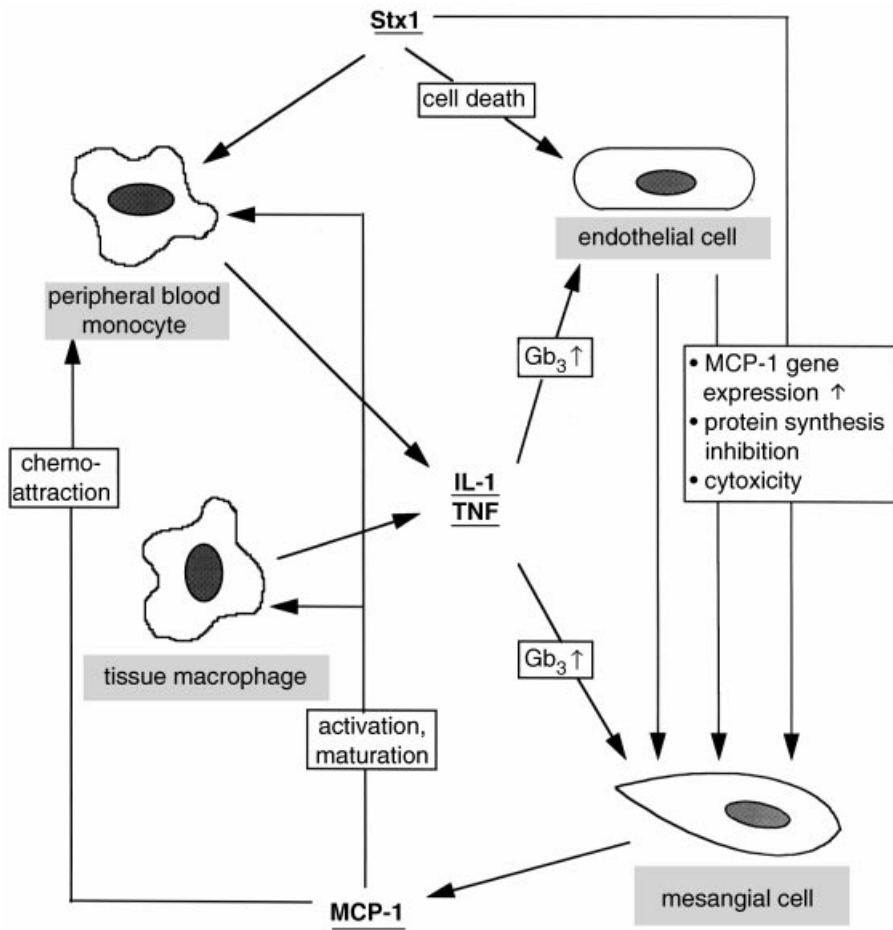 Stx1
cell death
endothelial cell
peripheral blood
monocyte
Gb₃ ↑
• MCP-1 gene
expression ↑
• protein synthesis
inhibition
• cytoxicity
chemo-
attraction
IL-1
TNF
tissue macrophage
Gb₃ ↑
activation,
maturation
mesangial cell
MCP-1